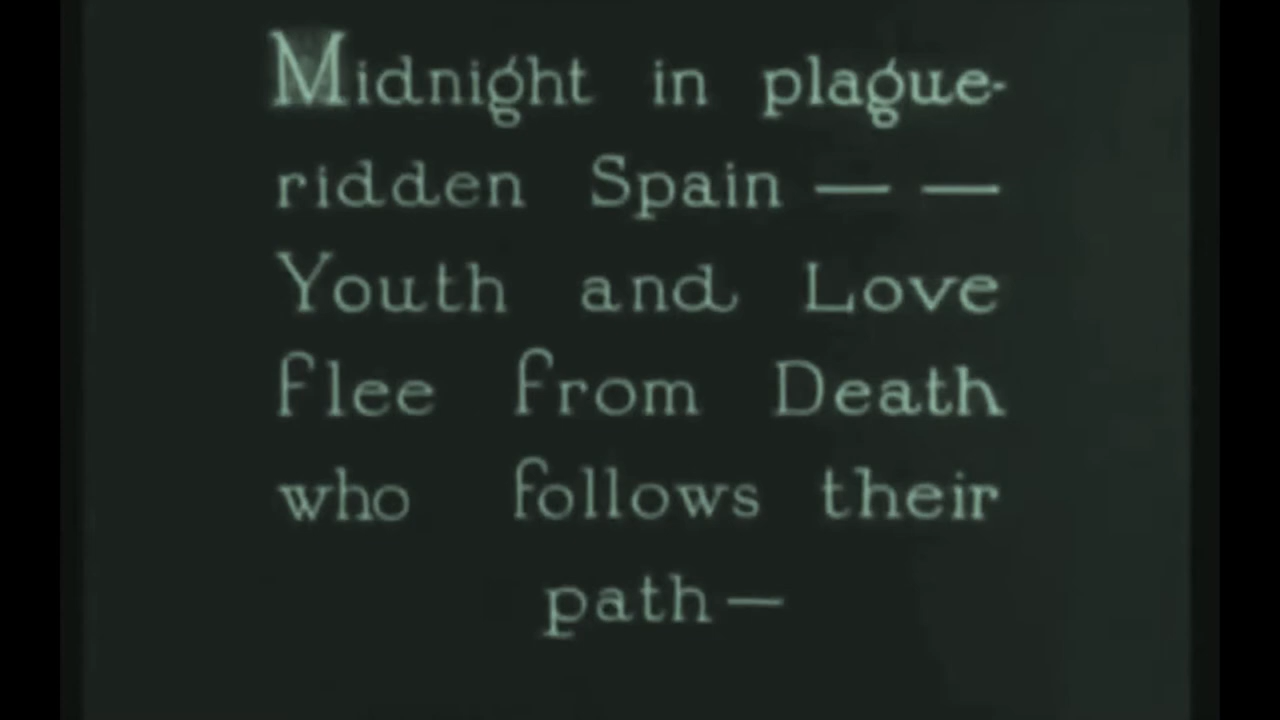 Midnight in plague-
ridden Spain — —
Youth and Love
flee from Death
who follows their
path —